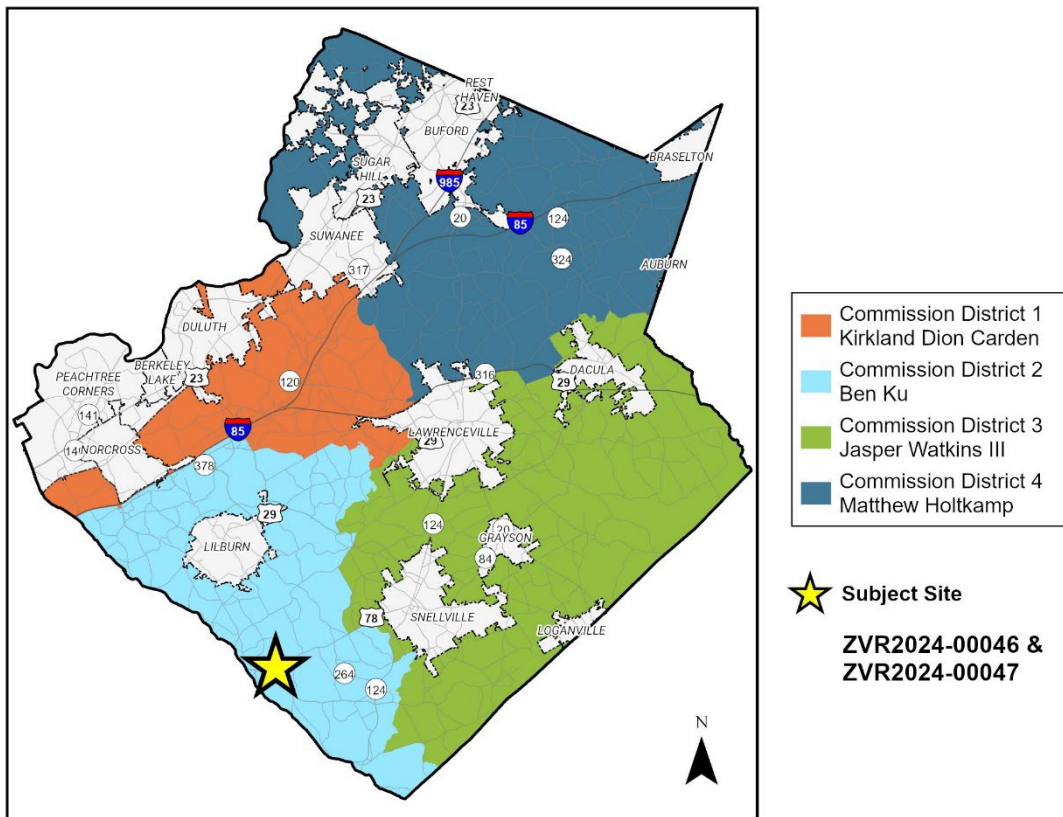 REST
HAVEN
23
BUFORD
BRASELTON
SUGAR
HILL
985
23
20
85
124
SUWANEE
324
317
AUBURN
DULUTH
BERKELEY
LAKE
23
PEACHTREE
CORNERS
120
316
DACULA
29
141
14
NORCROSS
85
LAWRENCEVILLE
29
378
29
LILBURN
124
20
GRAYSON
84
78
SNELLVILLE
LOGANVILLE
264
124
N
Commission District 1
Kirkland Dion Carden
Commission District 2
Ben Ku
Commission District 3
Jasper Watkins III
Commission District 4
Matthew Holtkamp
Subject Site
ZVR2024-00046 &
ZVR2024-00047